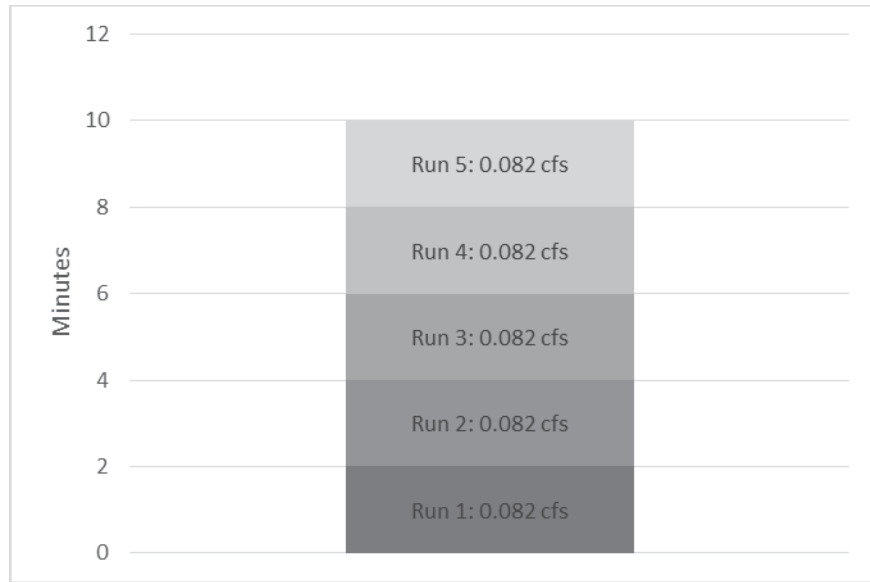 12
10
8
6
4
2
0
Minutes
Run 5: 0.082 cfs
Run 4: 0.082 cfs
Run 3: 0.082 cfs
Run 2: 0.082 cfs
Run 1: 0.082 cfs